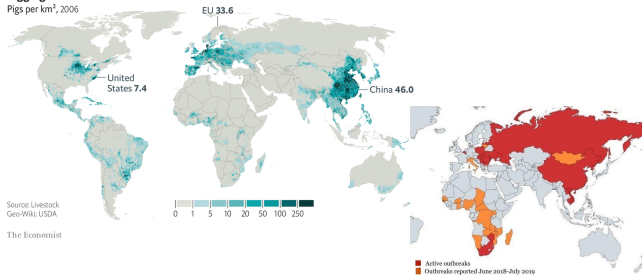 Pigs per km², 2006
EU 33.6
United
States 7.4
China 46.0
Source: Livestock
Geo-Wiki; USDA
0 1 5 10 20 50 100 250
The Economist
Active outbreaks
Outbreaks reported June 2018-July 2019